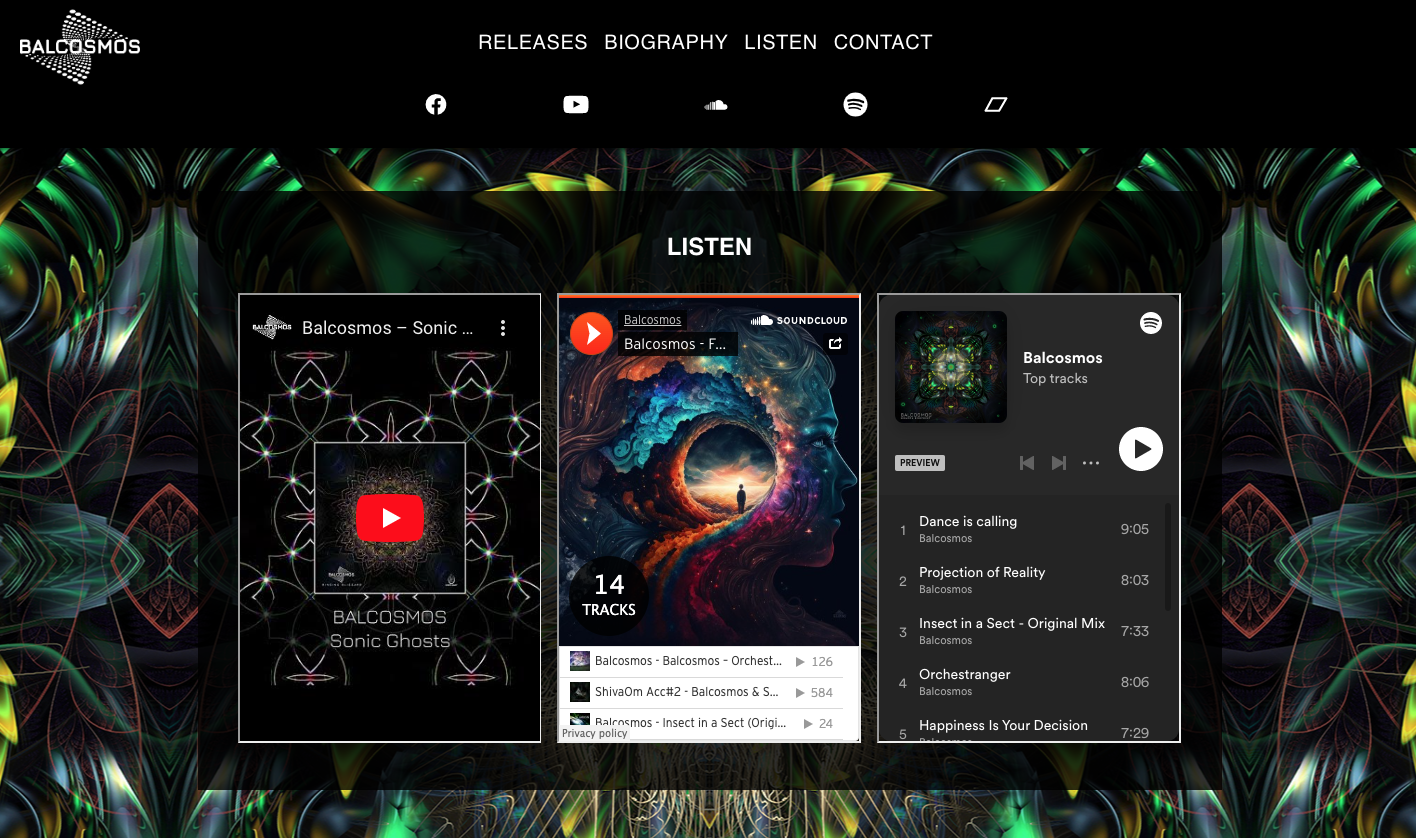 BALCOSMOS
RELEASES BIOGRAPHY LISTEN CONTACT
LISTEN
BALCOSMOS
Balcosmos – Sonic ...
BALCOSMOS
BALCOSMOS
Sonic Ghosts
Balcosmos
SOUNDCLOUD
Balcosmos - F...
14
TRACKS
Balcosmos - Balcosmos – Orchest... 126
ShivaOm Acc#2 - Balcosmos & S... 584
Balcosmos - Insect in a Sect (Origi... 24
Privacy policy
Balcosmos
Top tracks
PREVIEW
1 Dance is calling 9:05
Balcosmos
2 Projection of Reality 8:03
Balcosmos
3 Insect in a Sect - Original Mix 7:33
Balcosmos
4 Orchestranger 8:06
Balcosmos
5 Happiness Is Your Decision 7:29
Balcosmos